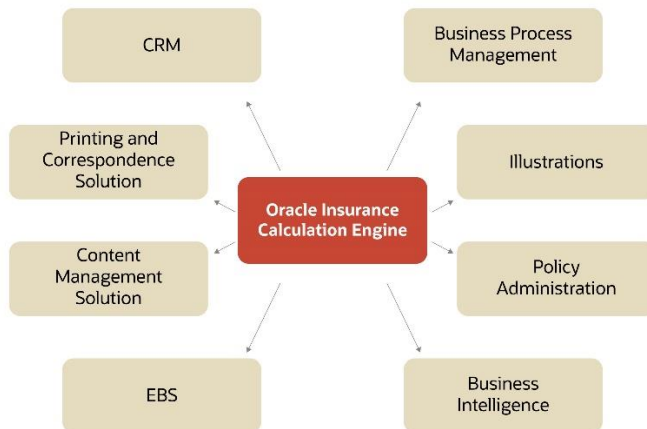 CRM
Business Process
Management
Printing and
Correspondence
Solution
Illustrations
Oracle Insurance
Calculation Engine
Content
Management
Solution
Policy
Administration
EBS
Business
Intelligence